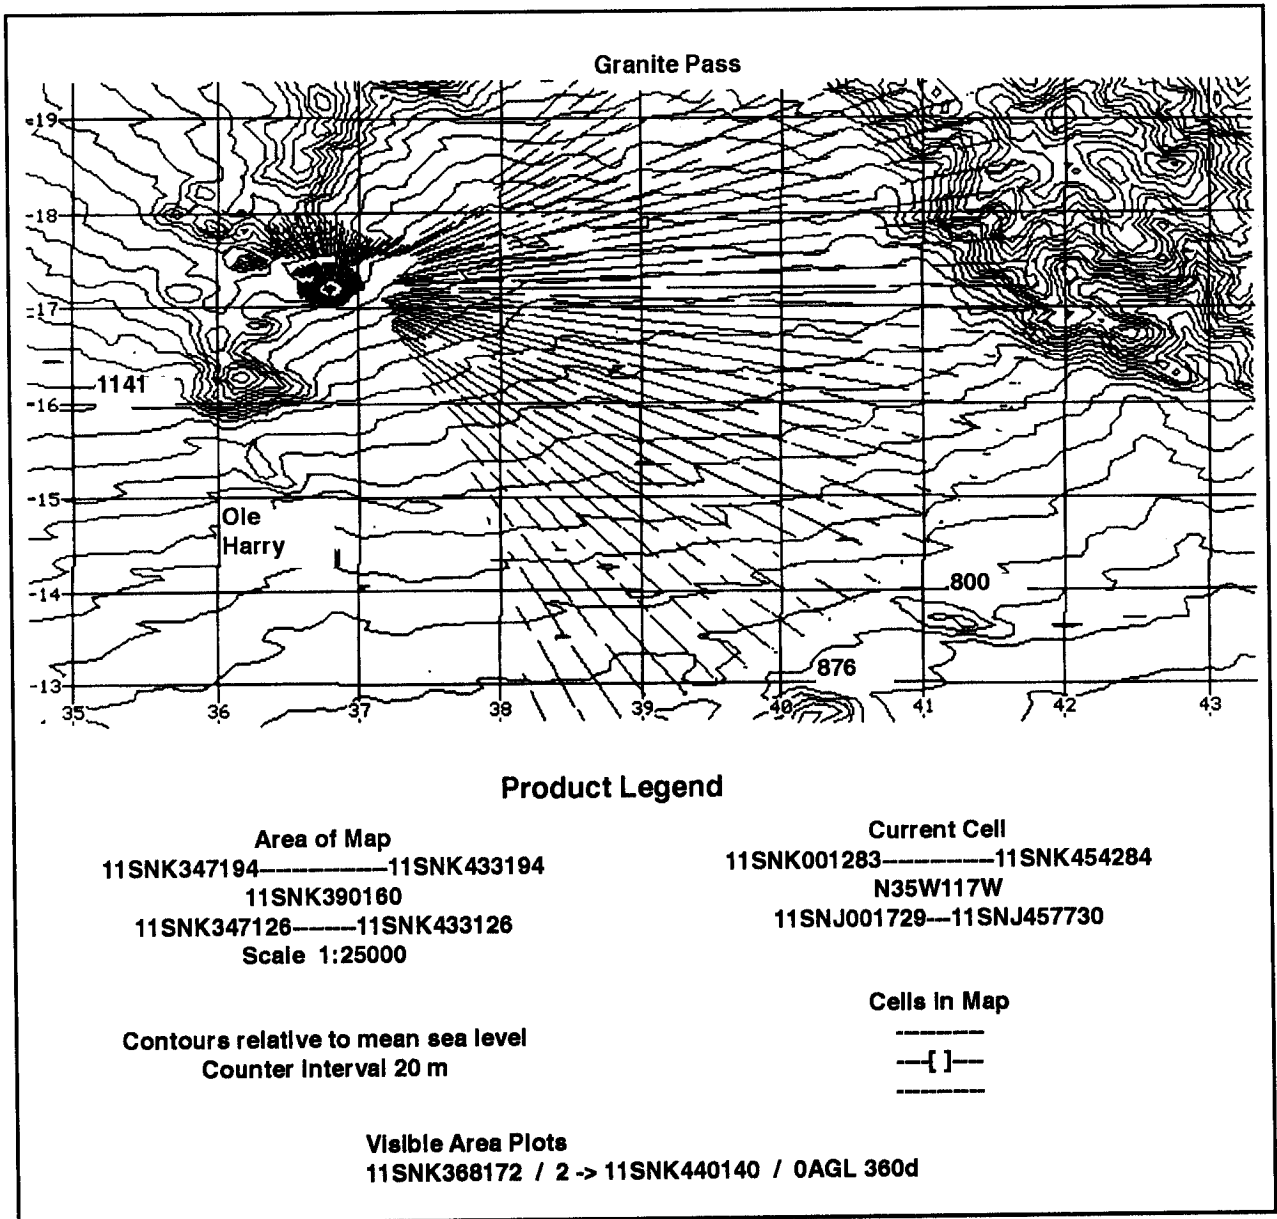 Granite Pass
-19
-18
-17
1141
-16
-15
Ole
Harry
-14
800
876
-13
35 36 37 38 39 40 41 42 43
Product Legend
Area of Map
11SNK347194-----------------11SNK433194
11SNK390160
11SNK347126--------11SNK433126
Scale 1:25000
Contours relative to mean sea level
Counter Interval 20 m
Current Cell
11SNK001283--------------11SNK454284
N35W117W
11SNJ001729---11SNJ457730
Cells in Map
-----------
----[ ]----
-----------
Visible Area Plots
11SNK368172 / 2 -> 11SNK440140 / 0AGL 360d